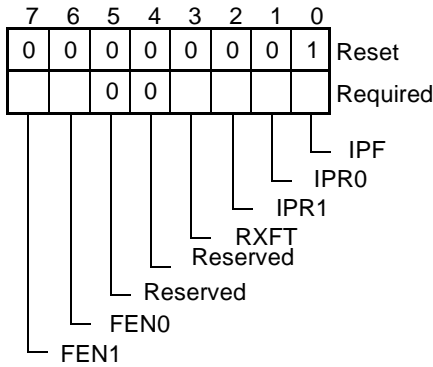 7 6 5 4 3 2 1 0
0 0 0 0 0 0 0 1 Reset
0 0 Required
IPF
IPR0
IPR1
RXFT
Reserved
Reserved
FEN0
FEN1